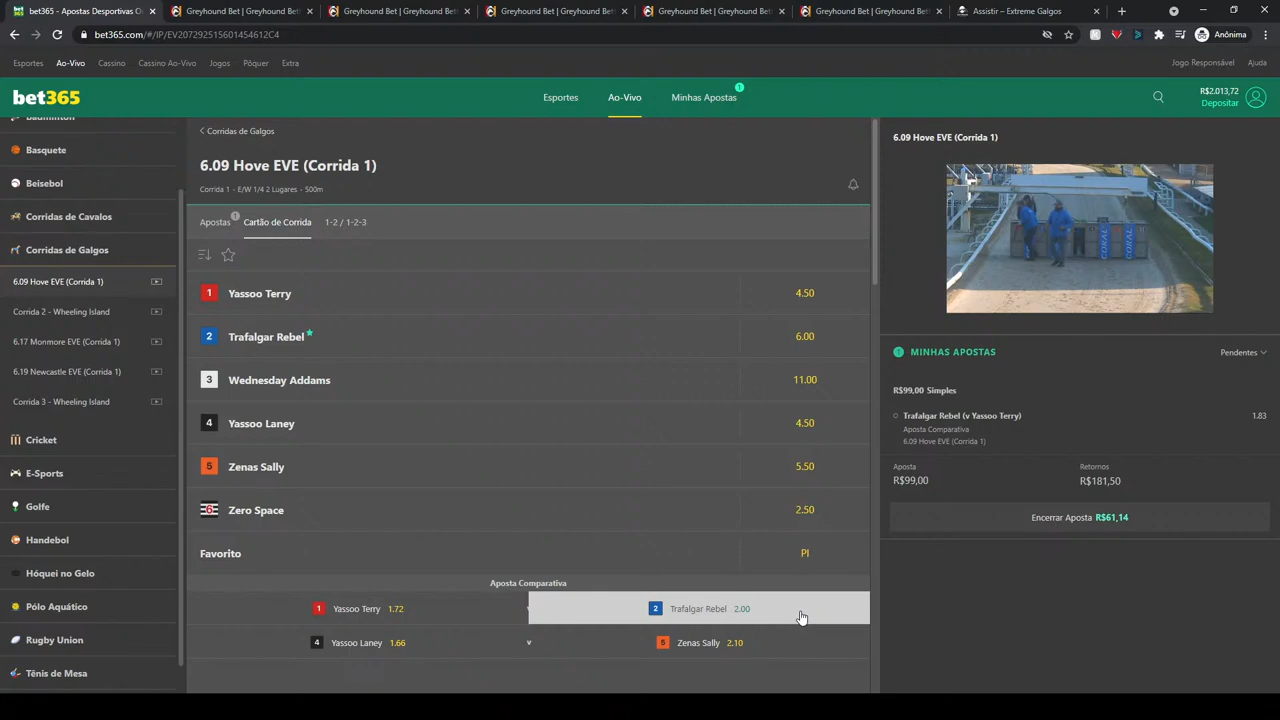 bet365 - Apostas Desportivas On
Greyhound Bet | Greyhound Bet
Greyhound Bet | Greyhound Bet
Greyhound Bet | Greyhound Bet
Greyhound Bet | Greyhound Bet
Greyhound Bet | Greyhound Bet
Assistir – Extreme Galgos
bet365.com/#/IP/EV207292515601454612C4
Anônima
Esportes
Ao-Vivo
Cassino
Cassino Ao-Vivo
Jogos
Pôquer
Extra
Jogo Responsável
Ajuda
bet365
Esportes
Ao-Vivo
Minhas Apostas
1
R$2.013,72
Depositar
Badminton
Basquete
Beisebol
Corridas de Cavalos
Corridas de Galgos
6.09 Hove EVE (Corrida 1)
Corrida 2 - Wheeling Island
6.17 Monmore EVE (Corrida 1)
6.19 Newcastle EVE (Corrida 1)
Corrida 3 - Wheeling Island
Cricket
E-Sports
Golfe
Handebol
Hóquei no Gelo
Pólo Aquático
Rugby Union
Tênis de Mesa
Corridas de Galgos
6.09 Hove EVE (Corrida 1)
Corrida 1 - E/W 1/4 2 Lugares - 500m
Apostas 1
Cartão de Corrida
1-2 / 1-2-3
1 Yassoo Terry 4.50
2 Trafalgar Rebel 6.00
3 Wednesday Addams 11.00
4 Yassoo Laney 4.50
5 Zenas Sally 5.50
6 Zero Space 2.50
Favorito PI
Aposta Comparativa
1 Yassoo Terry 1.72 v 2 Trafalgar Rebel 2.00
4 Yassoo Laney 1.66 v 5 Zenas Sally 2.10
6.09 Hove EVE (Corrida 1)
CORAL CORAL
1 MINHAS APOSTAS
Pendentes
R$99,00 Simples
Trafalgar Rebel (v Yassoo Terry) 1.83
Aposta Comparativa
6.09 Hove EVE (Corrida 1)
Aposta Retornos
R$99,00 R$181,50
Encerrar Aposta R$61,14